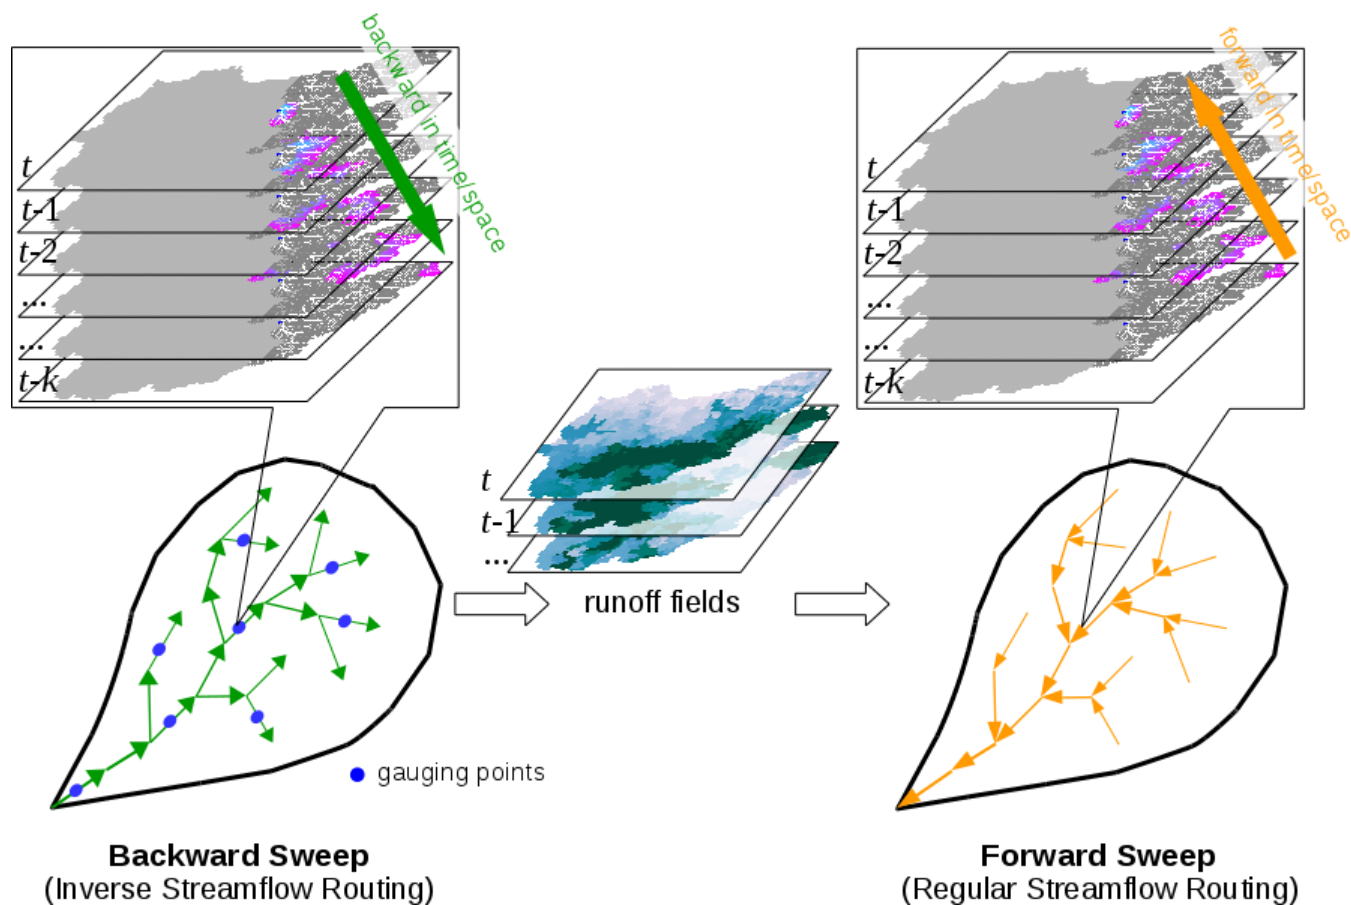 backward in time/space
t
t-1
t-2
...
...
t-k
forward in time/space
t
t-1
t-2
...
...
t-k
t
t-1
...
runoff fields
gauging points
Backward Sweep
(Inverse Streamflow Routing)
Forward Sweep
(Regular Streamflow Routing)